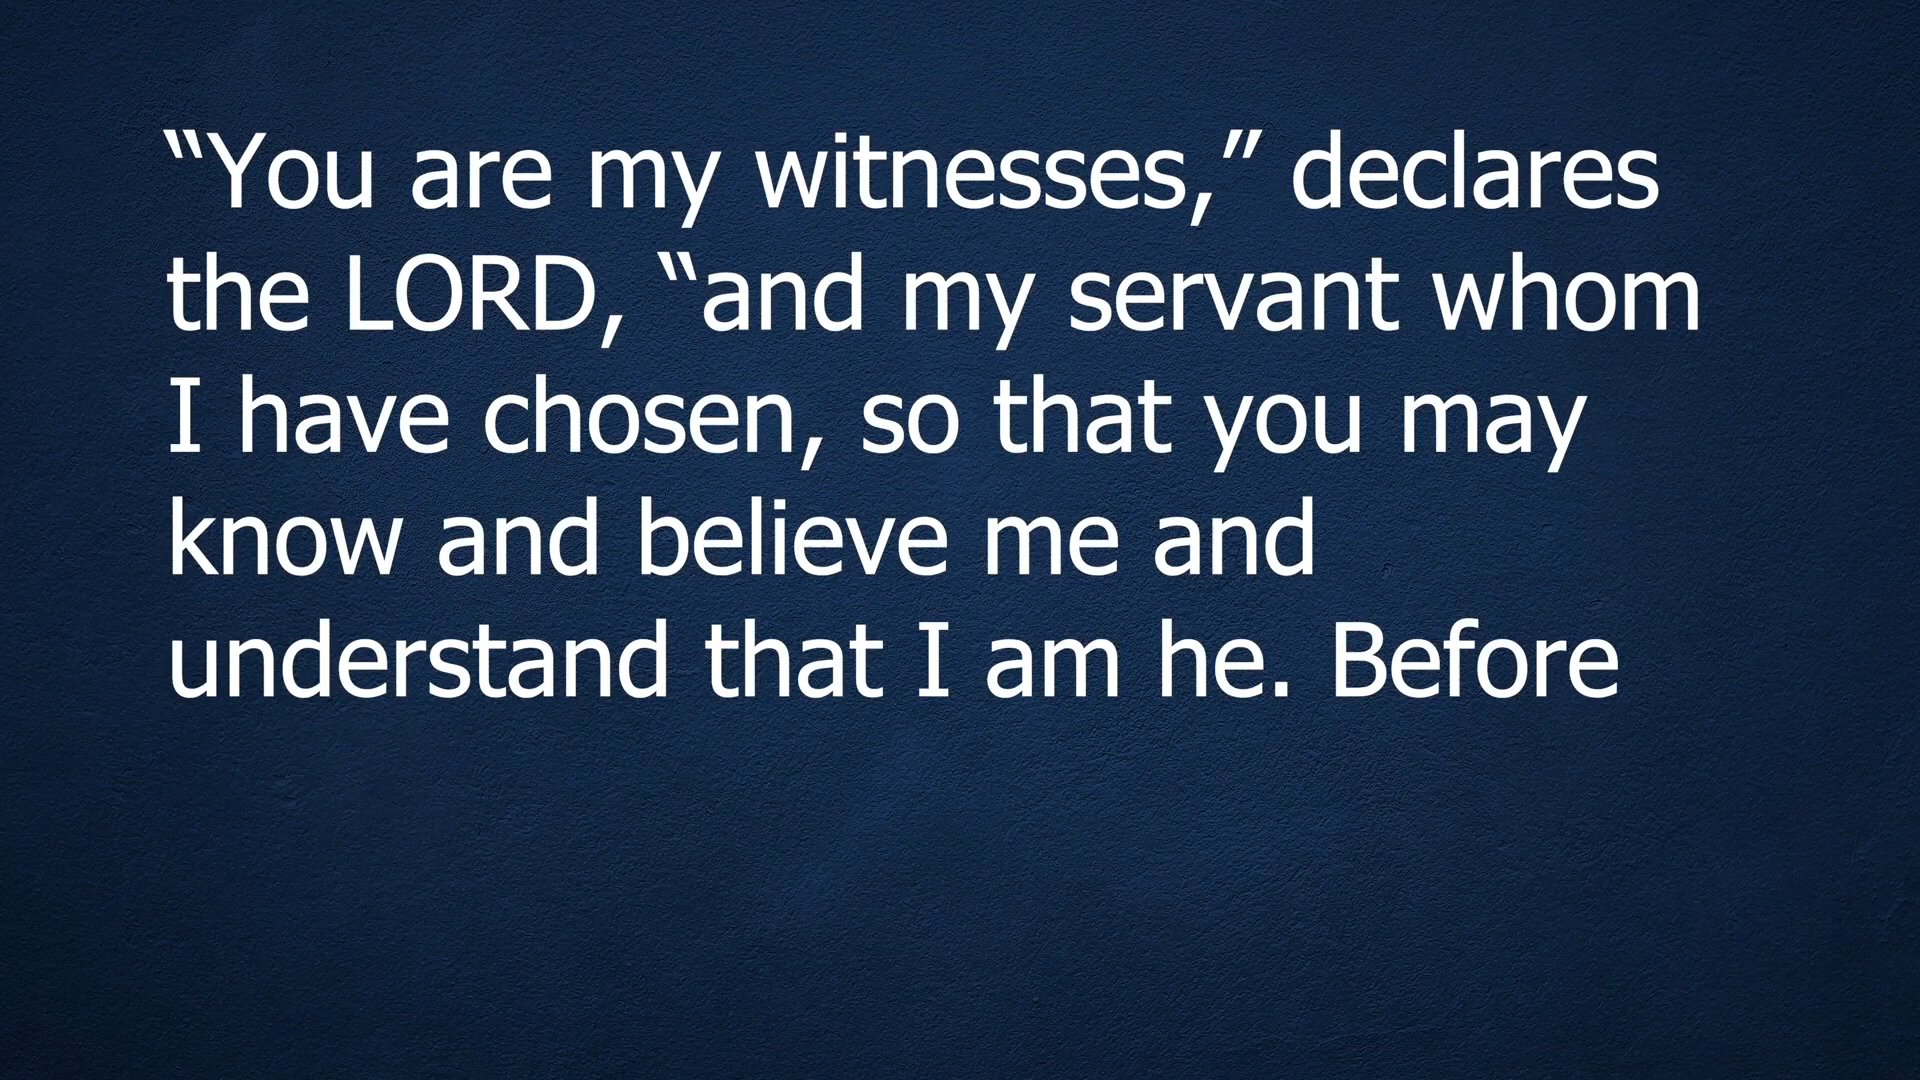 “You are my witnesses,” declares
the LORD, “and my servant whom
I have chosen, so that you may
know and believe me and
understand that I am he. Before